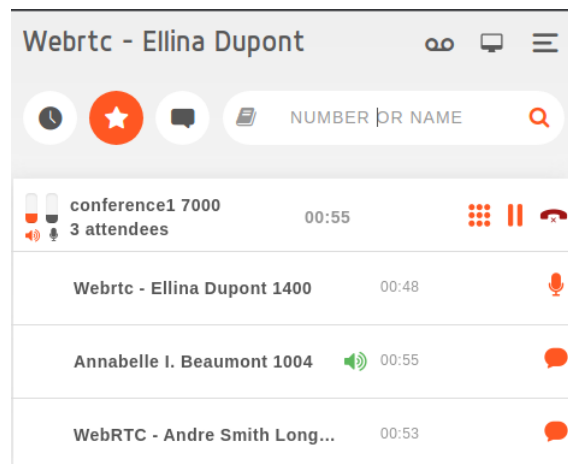 Webrtc - Ellina Dupont
NUMBER OR NAME
conference1 7000
3 attendees
00:55
Webrtc - Ellina Dupont 1400 00:48
Annabelle I. Beaumont 1004 00:55
WebRTC - Andre Smith Long... 00:53